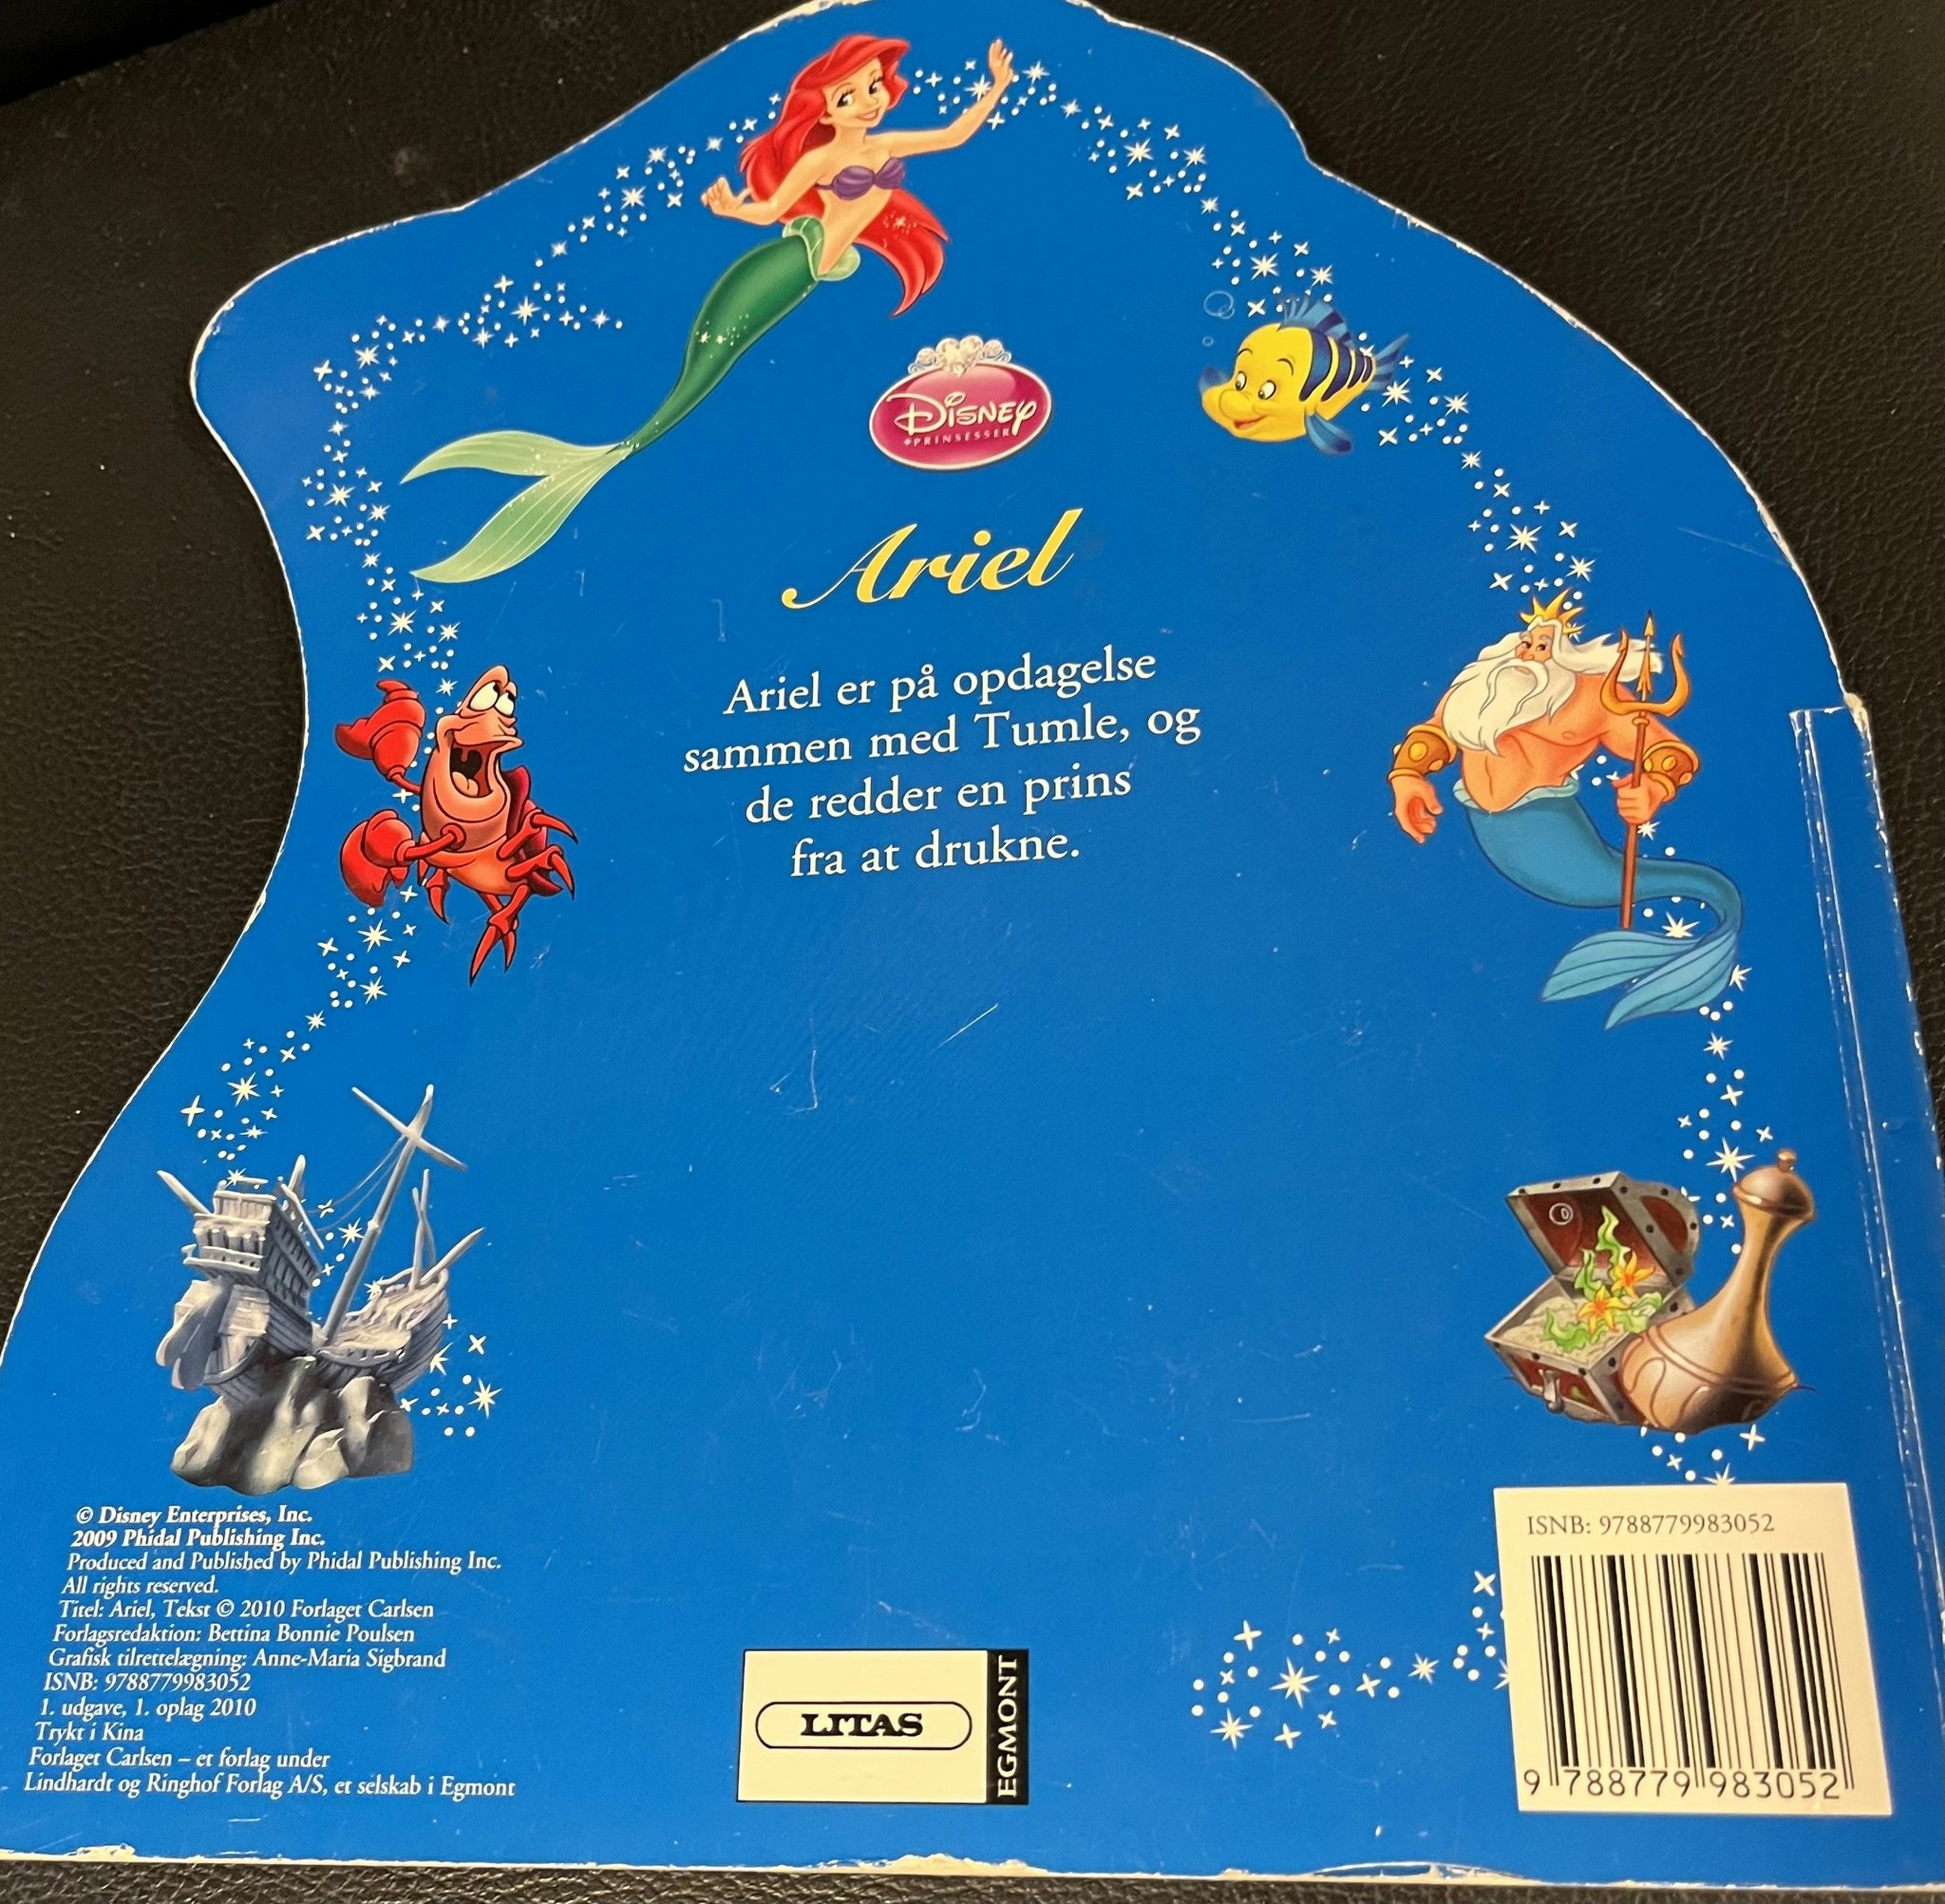 Disney
PRINSESSER
Ariel
Ariel er på opdagelse
sammen med Tumle, og
de redder en prins
fra at drukne.
© Disney Enterprises, Inc.
2009 Phidal Publishing Inc.
Produced and Published by Phidal Publishing Inc.
All rights reserved.
Titel: Ariel, Tekst © 2010 Forlaget Carlsen
Forlagsredaktion: Bettina Bonnie Poulsen
Grafisk tilrettelægning: Anne-Maria Sigbrand
ISNB: 9788779983052
1. udgave, 1. oplag 2010
Trykt i Kina
Forlaget Carlsen – et forlag under
Lindhardt og Ringhof Forlag A/S, et selskab i Egmont
LITAS
EGMONT
ISNB: 9788779983052
9 788779 983052